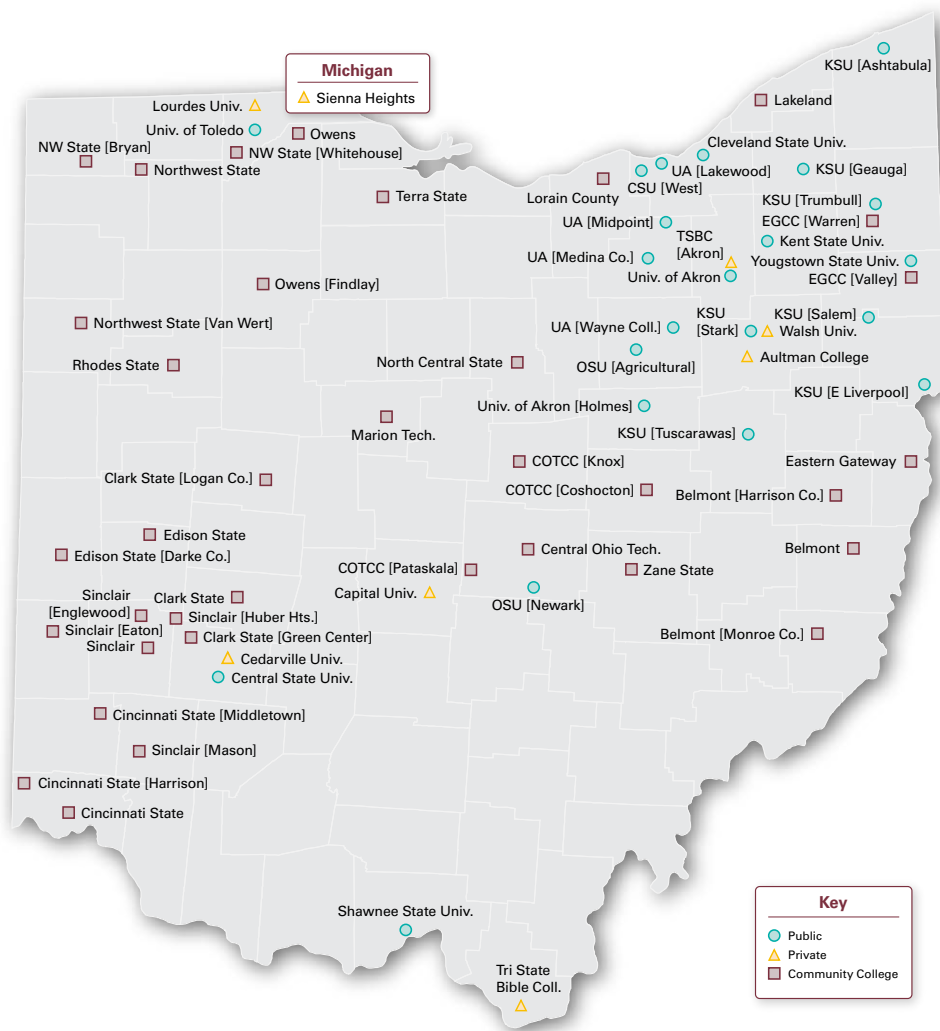 KSU [Ashtabula]
Michigan
Sienna Heights
Lakeland
Lourdes Univ.
Univ. of Toledo
Owens
NW State [Bryan]
NW State [Whitehouse]
Northwest State
Cleveland State Univ.
UA [Lakewood]
KSU [Geauga]
CSU [West]
Lorain County
Terra State
KSU [Trumbull]
UA [Midpoint]
EGCC [Warren]
TSBC
[Akron]
Kent State Univ.
UA [Medina Co.]
Yougstown State Univ.
Univ. of Akron
EGCC [Valley]
Owens [Findlay]
Northwest State [Van Wert]
UA [Wayne Coll.]
KSU
[Stark]
KSU [Salem]
Walsh Univ.
Rhodes State
North Central State
OSU [Agricultural]
Aultman College
KSU [E Liverpool]
Univ. of Akron [Holmes]
Marion Tech.
KSU [Tuscarawas]
COTCC [Knox]
Eastern Gateway
Clark State [Logan Co.]
COTCC [Coshocton]
Belmont [Harrison Co.]
Edison State
Edison State [Darke Co.]
Central Ohio Tech.
Belmont
COTCC [Pataskala]
Zane State
Capital Univ.
OSU [Newark]
Sinclair
[Englewood]
Clark State
Sinclair [Huber Hts.]
Sinclair [Eaton]
Clark State [Green Center]
Sinclair
Belmont [Monroe Co.]
Cedarville Univ.
Central State Univ.
Cincinnati State [Middletown]
Sinclair [Mason]
Cincinnati State [Harrison]
Cincinnati State
Shawnee State Univ.
Tri State
Bible Coll.
Key
Public
Private
Community College